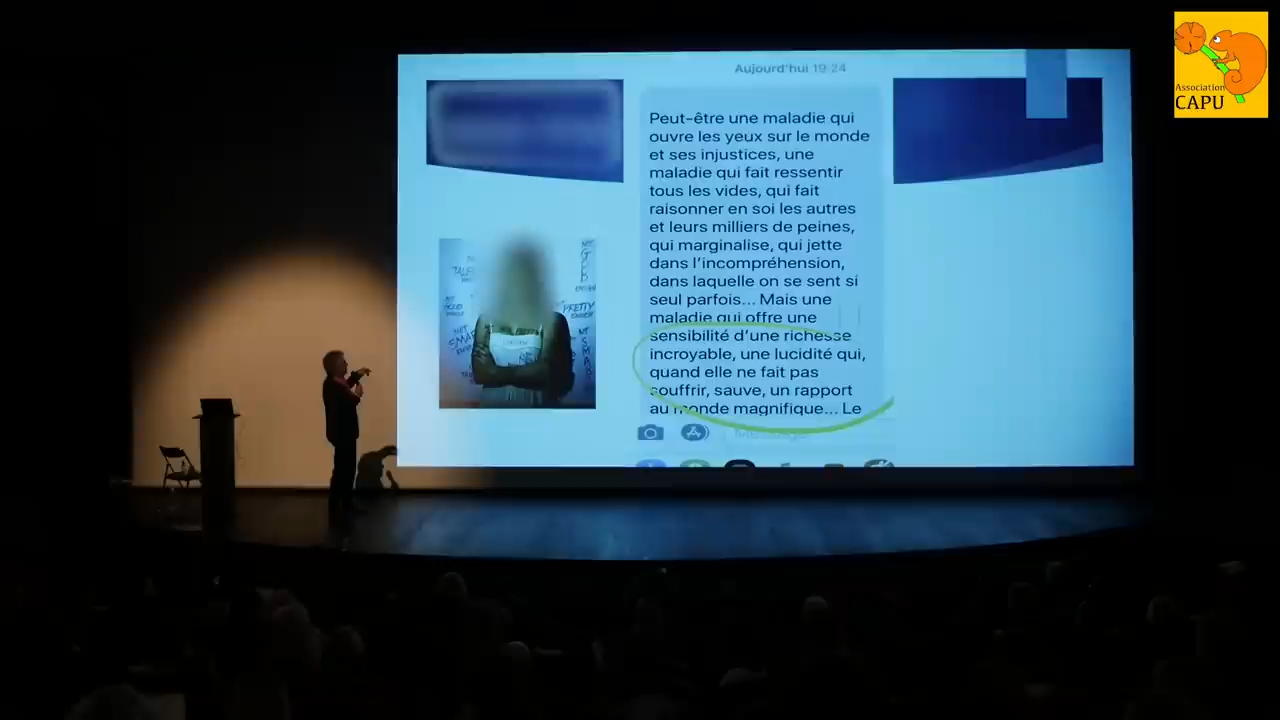 Association
CAPU
Aujourd'hui 19:24
Peut-être une maladie qui
ouvre les yeux sur le monde
et ses injustices, une
maladie qui fait ressentir
tous les vides, qui fait
raisonner en soi les autres
et leurs milliers de peines,
qui marginalise, qui jette
dans l'incompréhension,
dans laquelle on se sent si
seul parfois... Mais une
maladie qui offre une
sensibilité d'une richesse
incroyable, une lucidité qui,
quand elle ne fait pas
souffrir, sauve, un rapport
au monde magnifique... Le
Message
PRETTY